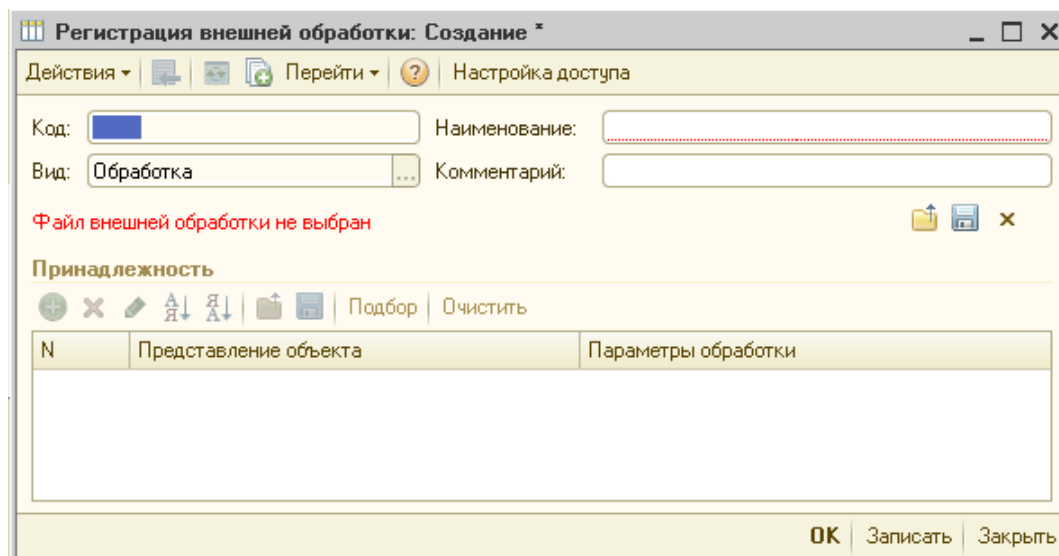 Регистрация внешней обработки: Создание *
Действия Перейти ? Настройка доступа
Код: Наименование:
Вид: Обработка ... Комментарий:
Файл внешней обработки не выбран
Принадлежность
Подбор Очистить
N Представление объекта Параметры обработки
OK Записать Закрыть